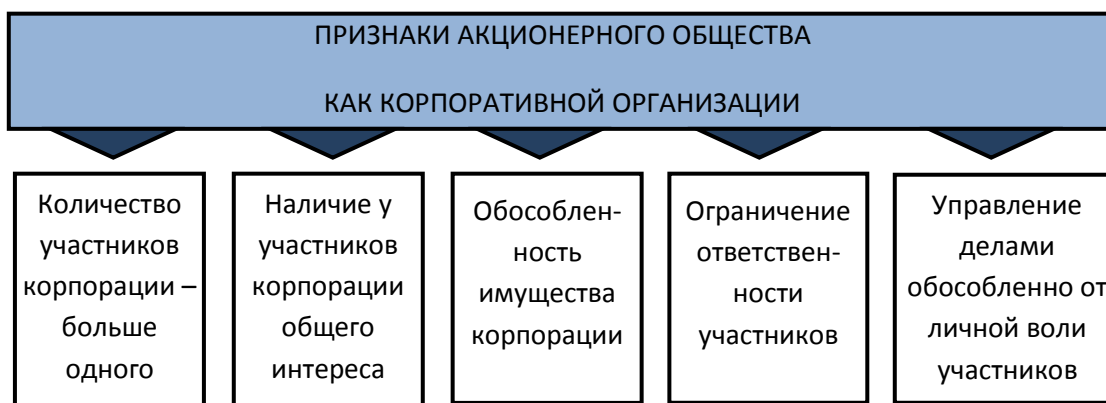 ПРИЗНАКИ АКЦИОНЕРНОГО ОБЩЕСТВА
КАК КОРПОРАТИВНОЙ ОРГАНИЗАЦИИ
Количество
участников
корпорации –
больше
одного
Наличие у
участников
корпорации
общего
интереса
Обособлен-
ность
имущества
корпорации
Ограничение
ответствен-
ности
участников
Управление
делами
обособленно от
личной воли
участников